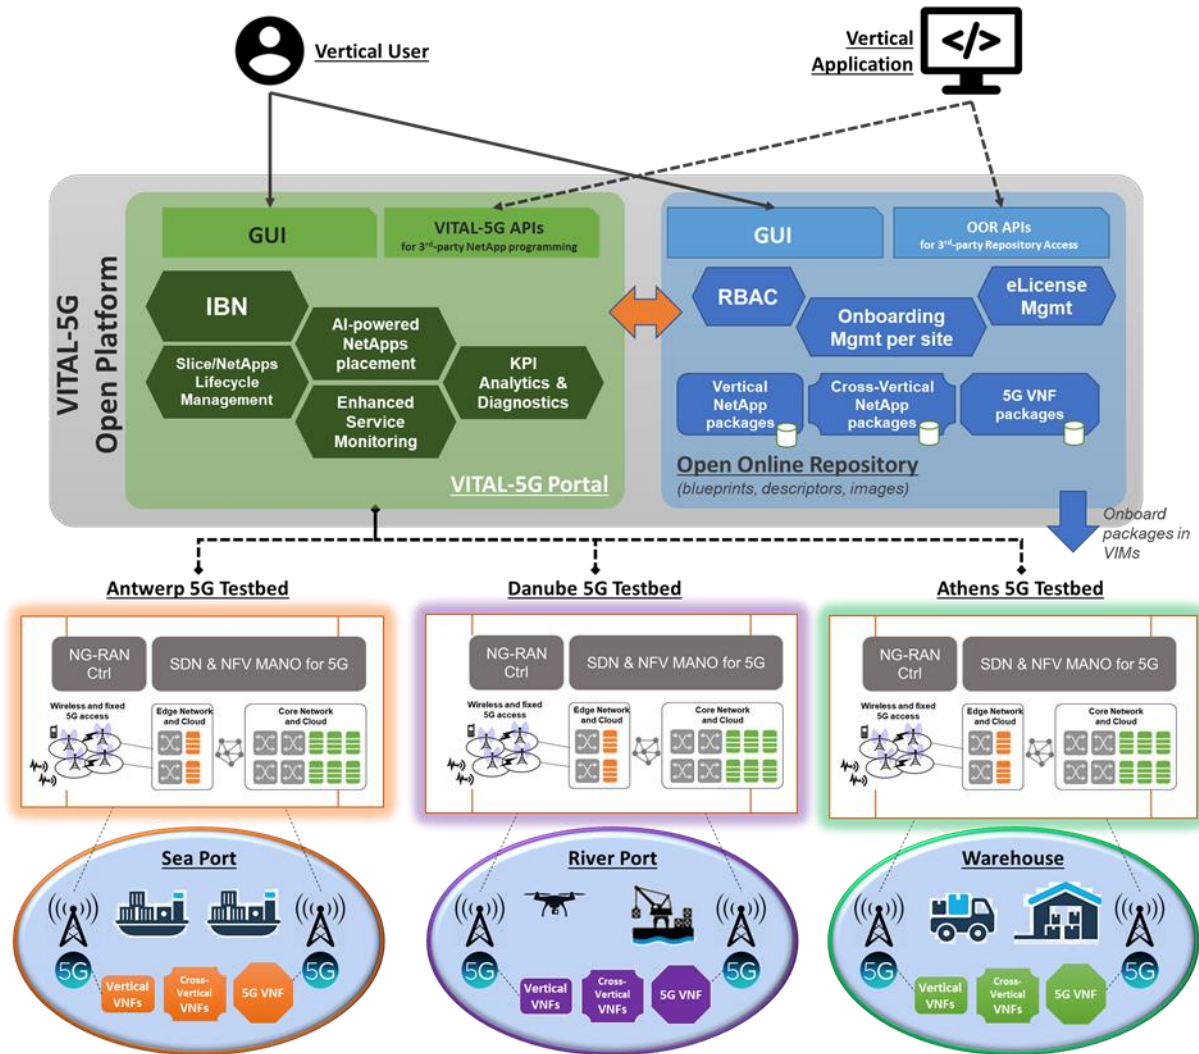 Vertical User
Vertical
Application
</>
VITAL-5G
Open Platform
GUI
VITAL-5G APIs
for 3rd-party NetApp programming
GUI
OOR APIs
for 3rd-party Repository Access
IBN
AI-powered
NetApps
placement
Slice/NetApps
Lifecycle
Management
KPI
Analytics &
Diagnostics
Enhanced
Service
Monitoring
VITAL-5G Portal
RBAC
Onboarding
Mgmt per site
eLicense
Mgmt
Vertical
NetApp
packages
Cross-Vertical
NetApp
packages
5G VNF
packages
Open Online Repository
(blueprints, descriptors, images)
Onboard
packages in
VIMs
Antwerp 5G Testbed
NG-RAN
Ctrl
SDN & NFV MANO for 5G
Wireless and fixed
5G access
Edge Network
and Cloud
Core Network
and Cloud
Danube 5G Testbed
NG-RAN
Ctrl
SDN & NFV MANO for 5G
Wireless and fixed
5G access
Edge Network
and Cloud
Core Network
and Cloud
Athens 5G Testbed
NG-RAN
Ctrl
SDN & NFV MANO for 5G
Wireless and fixed
5G access
Edge Network
and Cloud
Core Network
and Cloud
Sea Port
5G
5G
Vertical
VNFs
Cross-
Vertical
VNFs
5G VNF
River Port
5G
5G
Vertical
VNFs
Cross-
Vertical
VNFs
5G VNF
Warehouse
5G
5G
Vertical
VNFs
Cross-
Vertical
VNFs
5G VNF